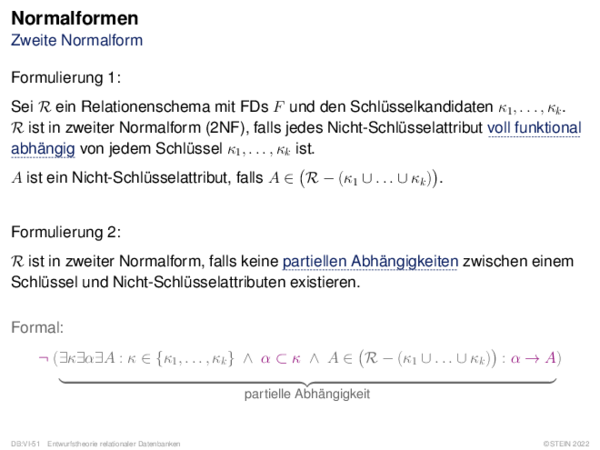 Normalformen
Zweite Normalform
Formulierung 1:
Sei ℛ ein Relationenschema mit FDs F und den Schlüsselkandidaten κ₁, . . . , κₖ.
ℛ ist in zweiter Normalform (2NF), falls jedes Nicht-Schlüsselattribut voll funktional
abhängig von jedem Schlüssel κ₁, . . . , κₖ ist.
A ist ein Nicht-Schlüsselattribut, falls A ∈ (ℛ − (κ₁ ∪ . . . ∪ κₖ)).
Formulierung 2:
ℛ ist in zweiter Normalform, falls keine partiellen Abhängigkeiten zwischen einem
Schlüssel und Nicht-Schlüsselattributen existieren.
Formal:
¬ (∃κ∃α∃A : κ ∈ {κ₁, . . . , κₖ} ∧ α ⊂ κ ∧ A ∈ (ℛ − (κ₁ ∪ . . . ∪ κₖ)) : α → A)
partielle Abhängigkeit
DB:VI-51 Entwurfstheorie relationaler Datenbanken ©STEIN 2022